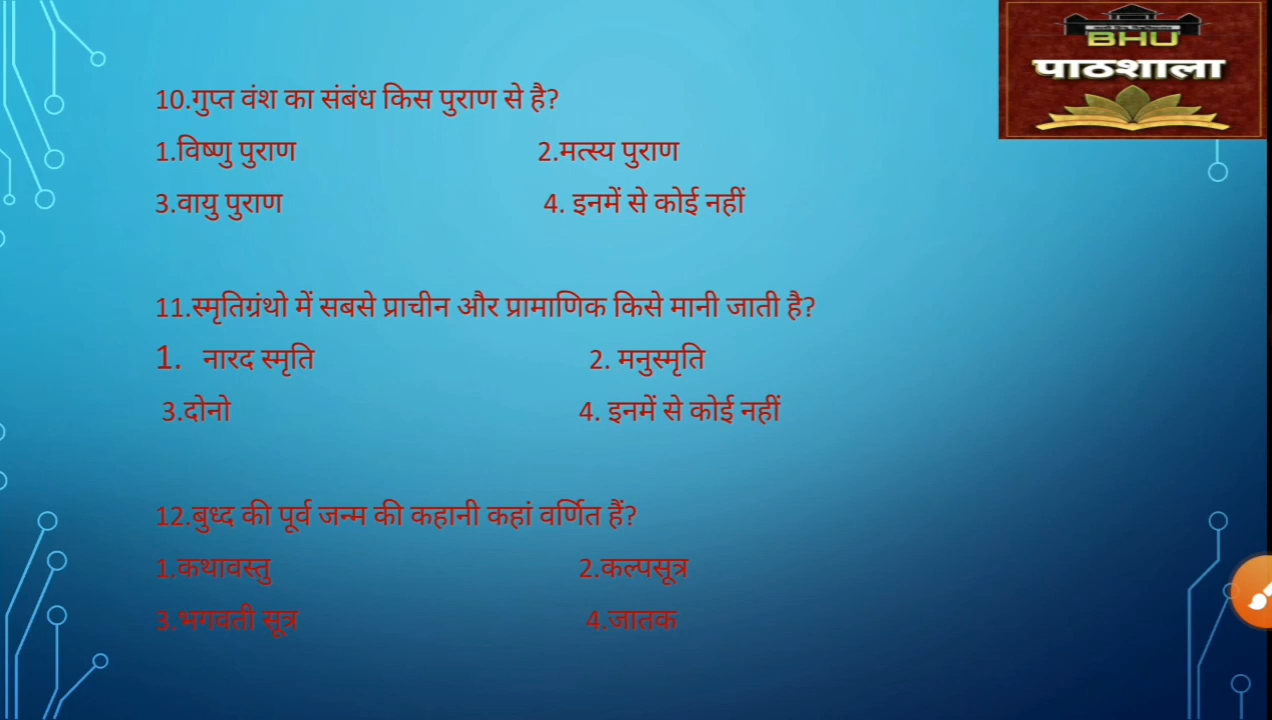 BHU
पाठशाला
10.गुप्त वंश का संबंध किस पुराण से है?
1.विष्णु पुराण 2.मत्स्य पुराण
3.वायु पुराण 4. इनमें से कोई नहीं
11.स्मृतिग्रंथो में सबसे प्राचीन और प्रामाणिक किसे मानी जाती है?
1. नारद स्मृति 2. मनुस्मृति
3.दोनो 4. इनमें से कोई नहीं
12.बुध्द की पूर्व जन्म की कहानी कहां वर्णित हैं?
1.कथावस्तु 2.कल्पसूत्र
3.भगवती सूत्र 4.जातक